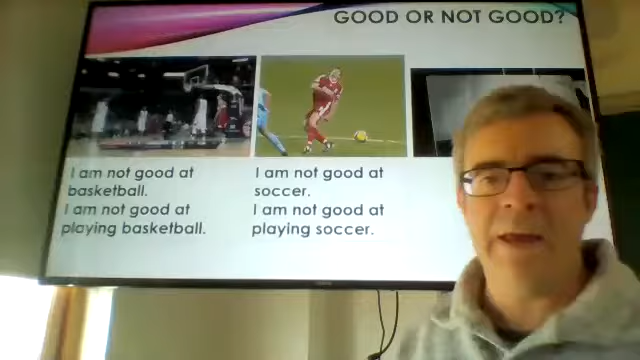 GOOD OR NOT GOOD?
I am not good at
basketball.
I am not good at
playing basketball.
I am not good at
soccer.
I am not good at
playing soccer.